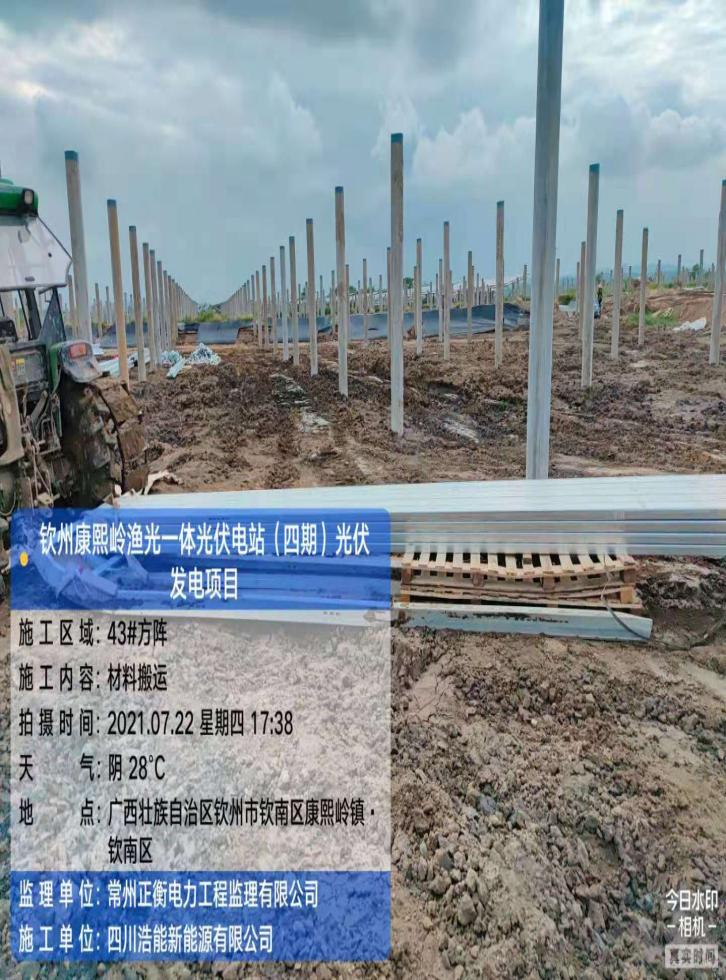 钦州康熙岭渔光一体光伏电站（四期）光伏
发电项目
施工区域：43#方阵
施工内容：材料搬运
拍摄时间：2021.07.22 星期四 17:38
天 气：阴 28°C
地 点：广西壮族自治区钦州市钦南区康熙岭镇·
钦南区
监理单位：常州正衡电力工程监理有限公司
施工单位：四川浩能新能源有限公司
今日水印
-相机-
真实时间